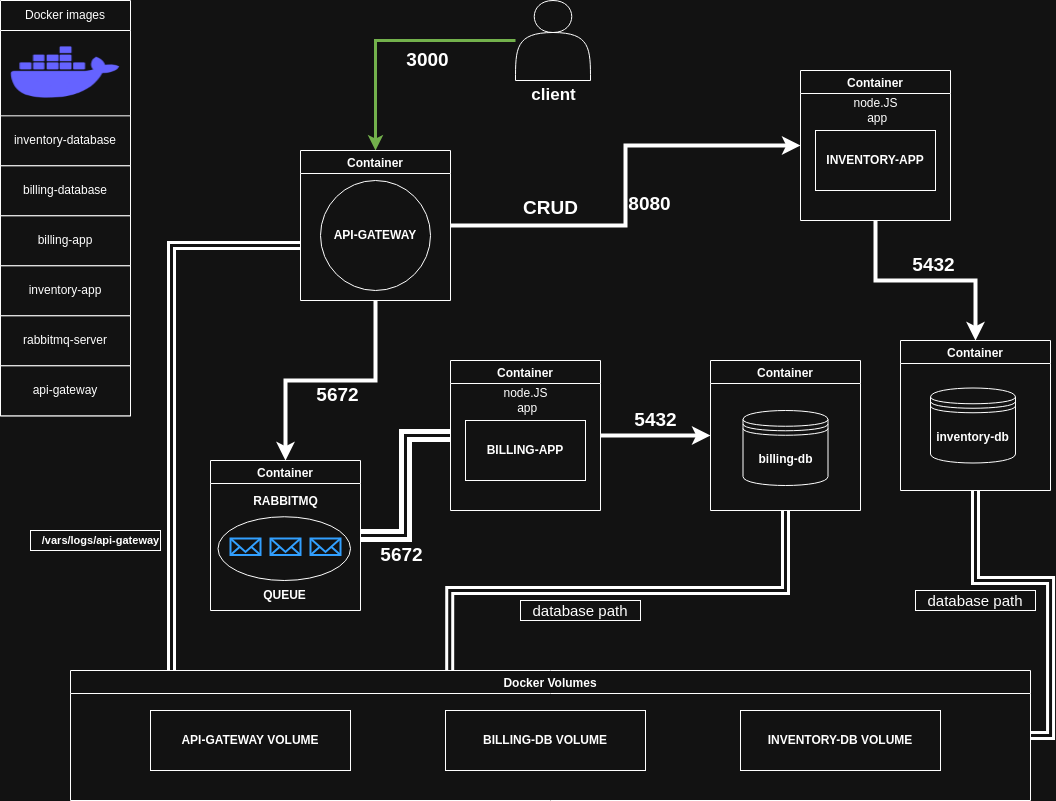 Docker images
inventory-database
billing-database
billing-app
inventory-app
rabbitmq-server
api-gateway
3000
client
Container
API-GATEWAY
CRUD
8080
Container
node.JS
app
INVENTORY-APP
5432
Container
inventory-db
5672
Container
node.JS
app
BILLING-APP
5432
Container
billing-db
Container
RABBITMQ
QUEUE
5672
/vars/logs/api-gateway
database path
database path
Docker Volumes
API-GATEWAY VOLUME
BILLING-DB VOLUME
INVENTORY-DB VOLUME